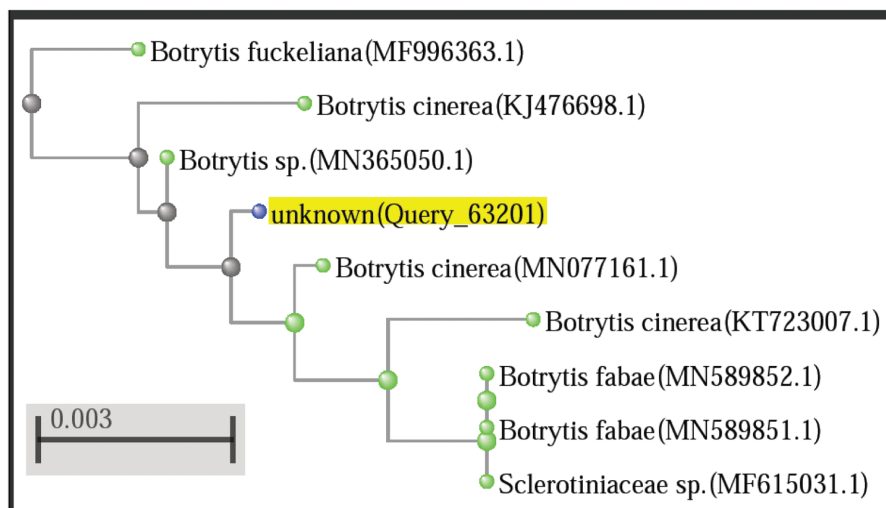 Botrytis fuckeliana(MF996363.1)
Botrytis cinerea(KJ476698.1)
Botrytis sp.(MN365050.1)
unknown(Query_63201)
Botrytis cinerea(MN077161.1)
Botrytis cinerea(KT723007.1)
Botrytis fabae(MN589852.1)
0.003
Botrytis fabae(MN589851.1)
Sclerotiniaceae sp.(MF615031.1)